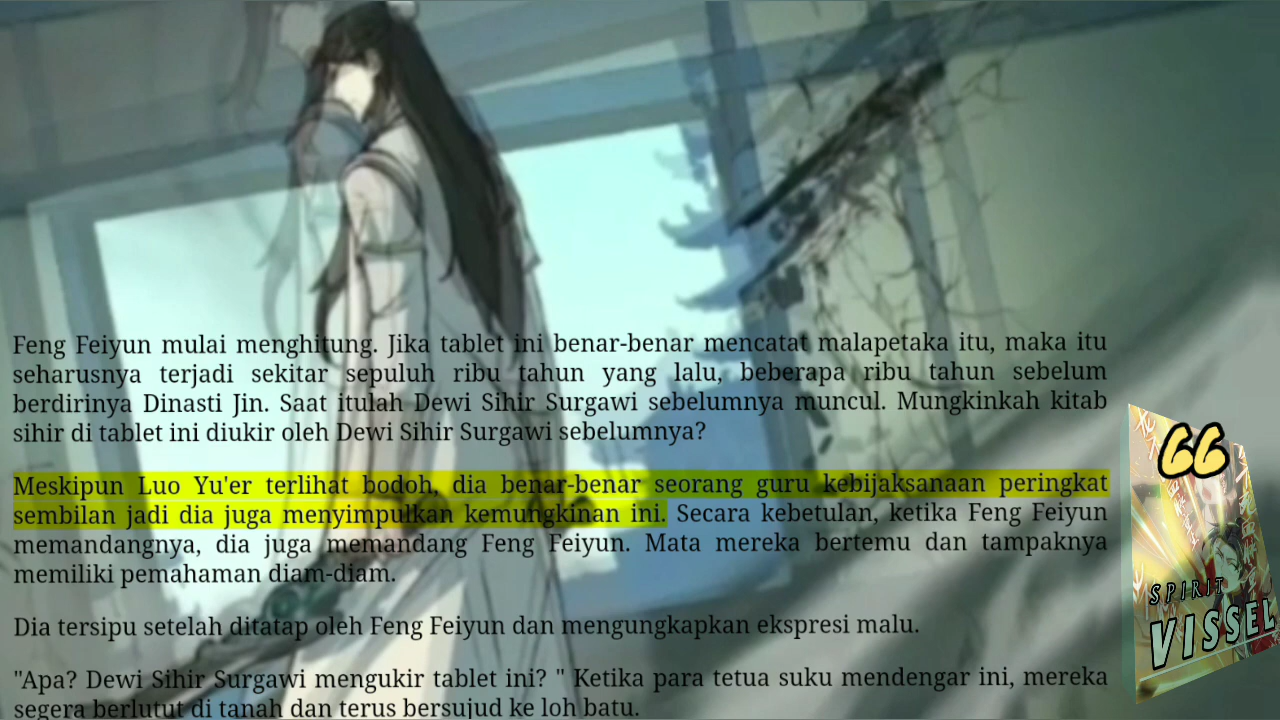 Feng Feiyun mulai menghitung. Jika tablet ini benar-benar mencatat malapetaka itu, maka itu
seharusnya terjadi sekitar sepuluh ribu tahun yang lalu, beberapa ribu tahun sebelum
berdirinya Dinasti Jin. Saat itulah Dewi Sihir Surgawi sebelumnya muncul. Mungkinkah kitab
sihir di tablet ini diukir oleh Dewi Sihir Surgawi sebelumnya?
Meskipun Luo Yu'er terlihat bodoh, dia benar-benar seorang guru kebijaksanaan peringkat
sembilan jadi dia juga menyimpulkan kemungkinan ini. Secara kebetulan, ketika Feng Feiyun
memandangnya, dia juga memandang Feng Feiyun. Mata mereka bertemu dan tampaknya
memiliki pemahaman diam-diam.
Dia tersipu setelah ditatap oleh Feng Feiyun dan mengungkapkan ekspresi malu.
"Apa? Dewi Sihir Surgawi mengukir tablet ini? " Ketika para tetua suku mendengar ini, mereka
segera berlutut di tanah dan terus bersujud ke loh batu.
66
SPIRIT
VISSEL